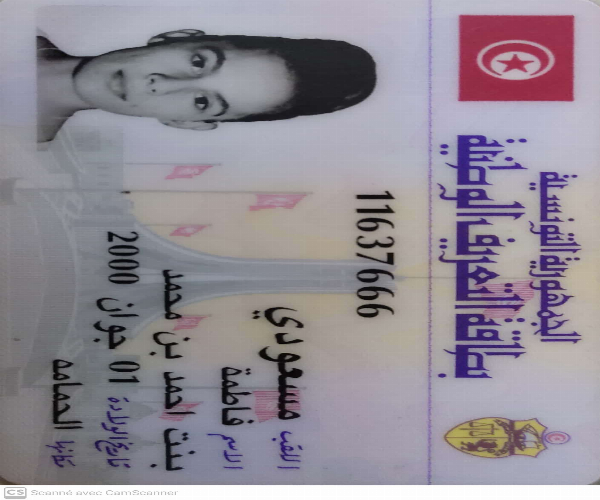 الجمهورية التونسية
بطاقة التعريف الوطنية
11637666
اللقب مسعودي
الاسم فاطمة
بنت احمد بن محمد
تاريخ الولادة 01 جوان 2000
مكانها الحمامه
CS Scanné avec CamScanner